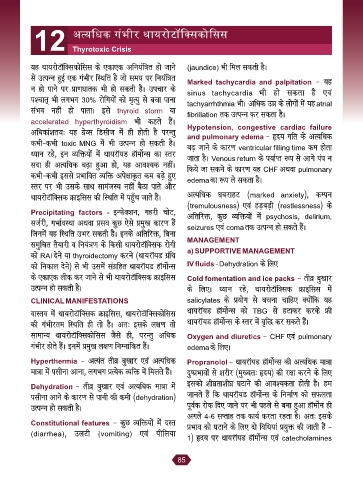 12
अत्यधिक गंभीर थायरोटॉक्सिकोसिस
Thyrotoxic Crisis
यह थायरोटॉक्सिकोसिस के एकाएक अनियंत्रित हो जाने
से उत्पन्न हुई एक गंभीर स्थिति है जो समय पर नियंत्रित
न हो पाने पर प्राणघातक भी हो सकती है। उपचार के
पश्चात् भी लगभग 30% रोगियों को मृत्यु से बचा पाना
संभव नहीं हो पाता। इसे thyroid storm या
accelerated hyperthyroidism भी कहते हैं।
अधिकांशतयः यह ग्रेव्स डिसीज में ही होती है परन्तु
कभी-कभी toxic MNG में भी उत्पन्न हो सकती है।
ध्यान रहे, इन व्यक्तियों में थायरॉयड हॉर्मोन्स का स्तर
सदा ही अत्यधिक बढ़ा हुआ हो, यह आवश्यक नहीं।
कभी-कभी इससे प्रभावित व्यक्ति अपेक्षाकृत कम बढ़े हुए
स्तर पर भी उसके साथ सामंजस्य नहीं बैठा पाते और
थायरोटॉक्सिक क्राइसिस की स्थिति में पहुँच जाते हैं।
Precipitating factors - इन्फेक्शन, गहरी चोट,
सर्जरी, गर्भावस्था अथवा प्रसव कुछ ऐसे प्रमुख कारण हैं
जिनमें यह स्थिति उभर सकती है। इनके अतिरिक्त, बिना
समुचित तैयारी व नियंत्रण के किसी थायरोटॉक्सिक रोगी
को RAI देने या thyroidectomy करने (थायरॉयड ग्रंथि
को निकाल देने) से भी उसमें संग्रहित थायरॉयड हॉर्मोन्स
के एकाएक लीक कर जाने से भी थायरोटॉक्सिक क्राइसिस
उत्पन्न हो सकती है।
CLINICAL MANIFESTATIONS
वास्तव में थायरोटॉक्सिक क्राइसिस, थायरोटॉक्सिकोसिस
की गंभीरतम स्थिति ही तो है। अतः इसके लक्षण तो
सामान्य थायरोटॉक्सिकोसिस जैसे ही, परन्तु अधिक
गंभीर होते हैं। इनमें प्रमुख लक्षण निम्नांकित हैं।
Hyperthermia – अत्यंत तीव्र बुखार एवं अत्यधिक
मात्रा में पसीना आना, लगभग प्रत्येक व्यक्ति में मिलते हैं।
Dehydration – तीव्र बुखार एवं अत्यधिक मात्रा में
पसीना आने के कारण से पानी की कमी (dehydration)
उत्पन्न हो सकती है।
Constitutional features – कुछ व्यक्तियों में दस्त
(diarrhea), उलटी (vomiting) एवं पीलिया
(jaundice) भी मिल सकती है।
Marked tachycardia and palpitation – यह
sinus tachycardia भी हो सकता है एवं
tachyarrhthmia भी। अधिक उम्र के लोगों में यह atrial
fibrillation तक उत्पन्न कर सकता है।
Hypotension, congestive cardiac failure
and pulmonary edema – हृदय गति के अत्यधिक
बढ़ जाने के कारण ventricular filling time कम होता
जाता है। Venous return के पर्याप्त रूप से आगे पंप न
किये जा सकने के कारण यह CHF अथवा pulmonary
edema का रूप ले सकता है।
अत्यधिक घबराहट (marked anxiety), कम्पन
(tremulousness) एवं हड़बड़ी (restlessness) के
अतिरिक्त, कुछ व्यक्तियों में psychosis, delirium,
seizures एवं coma तक उत्पन्न हो सकते हैं।
MANAGEMENT
a) SUPPORTIVE MANAGEMENT
IV fluids - Dehydration के लिए
Cold fomentation and ice packs – तीव्र बुखार
के लिए। ध्यान रहे, थायरोटॉक्सिक क्राइसिस में
salicylates के प्रयोग से बचना चाहिए क्योंकि यह
थायरॉयड हॉर्मोन्स को TBG से हटाकर करके फ्री
थायरॉयड हॉर्मोन्स के स्तर में वृद्धि कर सकते हैं।
Oxygen and diuretics – CHF एवं pulmonary
edema के लिए।
Propranolol – थायरॉयड हॉर्मोन्स की अत्यधिक मात्रा
दुष्प्रभावों से शरीर (मुख्यतः हृदय) की रक्षा करने के लिए
इसको शीघ्रताशीघ्र घटाने की आवश्यकता होती है। हम
जानते हैं कि थायरॉयड हॉर्मोन्स के निर्माण को सफलता
पूर्वक रोक दिए जाने पर भी पहले से बना हुआ हॉर्मोन ही
अगले 4-6 सप्ताह तक कार्य करता रहता है। अतः इसके
प्रभाव को घटाने के लिए दो विधियां प्रयुक्त की जाती हैं –
1) हृदय पर थायरॉयड हॉर्मोन्स एवं catecholamines
85